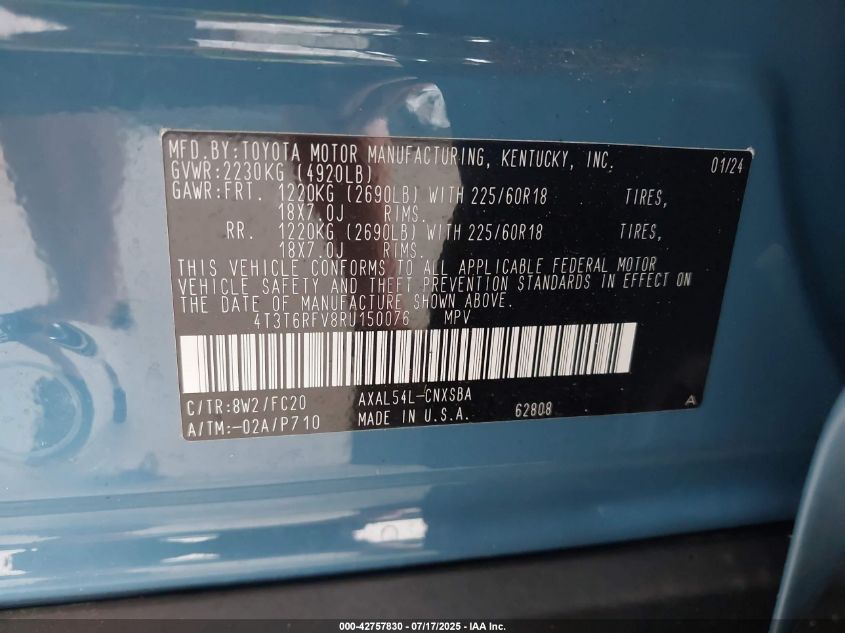 MFD.BY:TOYOTA MOTOR MANUFACTURING, KENTUCKY, INC. 01/24
GVWR:2230KG (4920LB)
GAWR:FRT. 1220KG (2690LB) WITH 225/60R18 TIRES,
18X7.0J RIMS.
RR. 1220KG (2690LB) WITH 225/60R18 TIRES,
18X7.0J RIMS.
THIS VEHICLE CONFORMS TO ALL APPLICABLE FEDERAL MOTOR
VEHICLE SAFETY AND THEFT PREVENTION STANDARDS IN EFFECT ON
THE DATE OF MANUFACTURE SHOWN ABOVE.
4T3T6RFV8RU150076 MPV
C/TR:8W2/FC20 AXAL54L-CNXSBA
A/TM:-02A/P710 MADE IN U.S.A. 62808 A
000-42757830 - 07/17/2025 - IAA Inc.